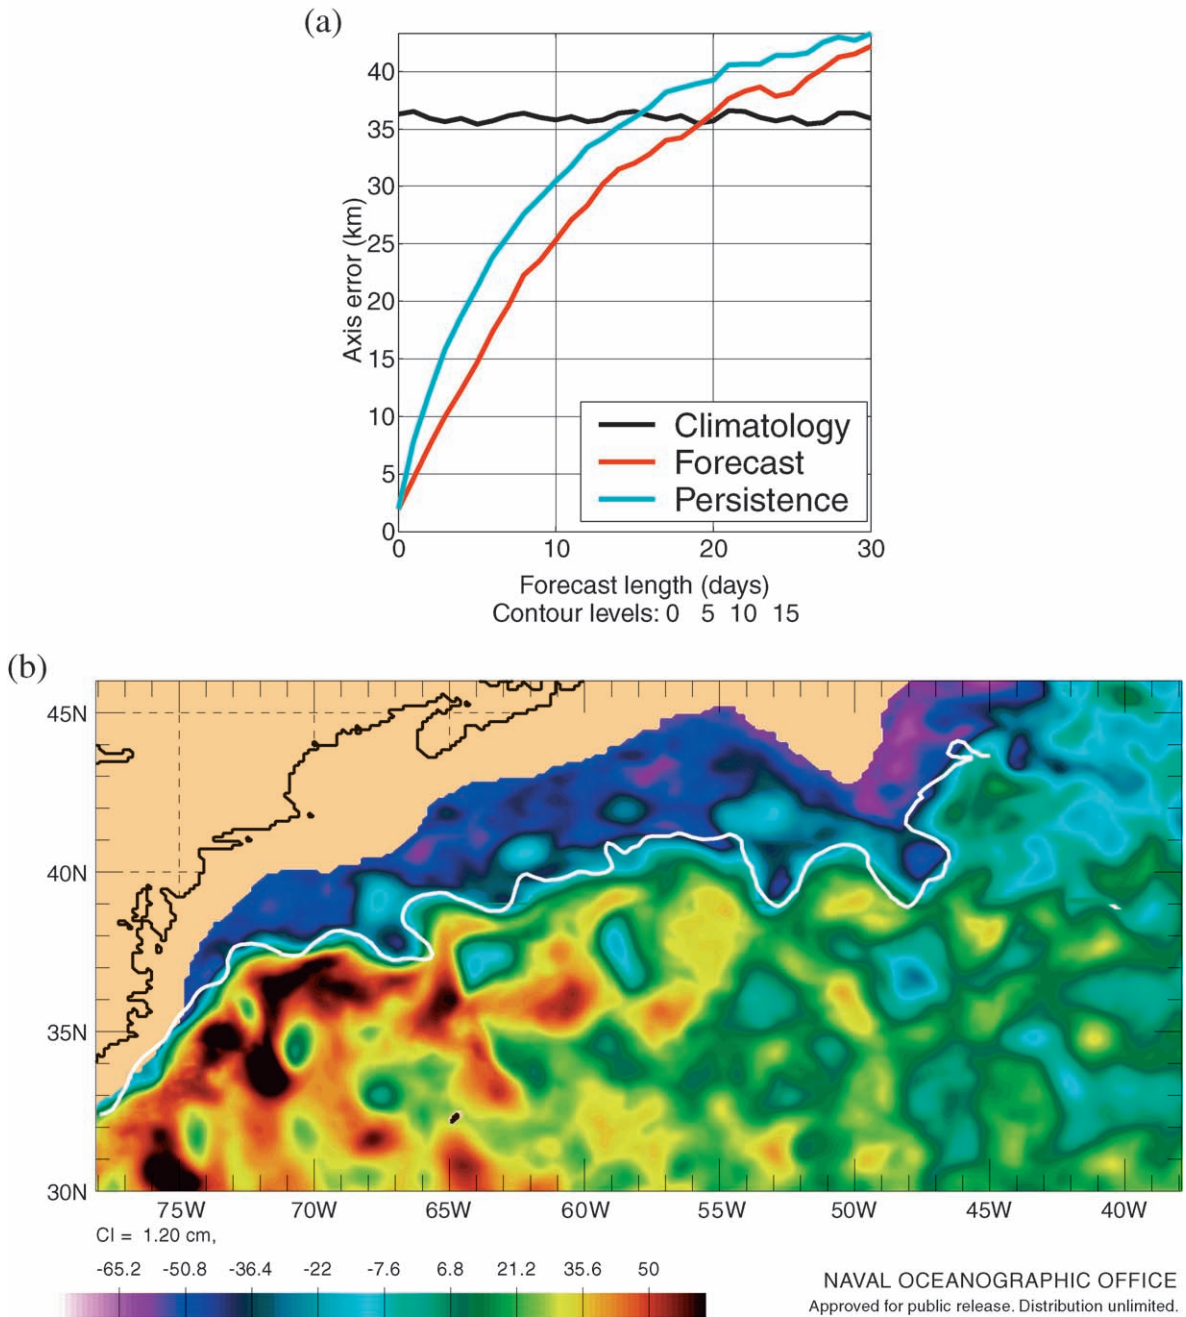 (a)
40
35
30
25
20
15
10
5
0
Axis error (km)
Climatology
Forecast
Persistence
0 10 20 30
Forecast length (days)
Contour levels: 0 5 10 15
(b)
45N
40N
35N
30N
75W 70W 65W 60W 55W 50W 45W 40W
CI = 1.20 cm,
-65.2 -50.8 -36.4 -22 -7.6 6.8 21.2 35.6 50
NAVAL OCEANOGRAPHIC OFFICE
Approved for public release. Distribution unlimited.